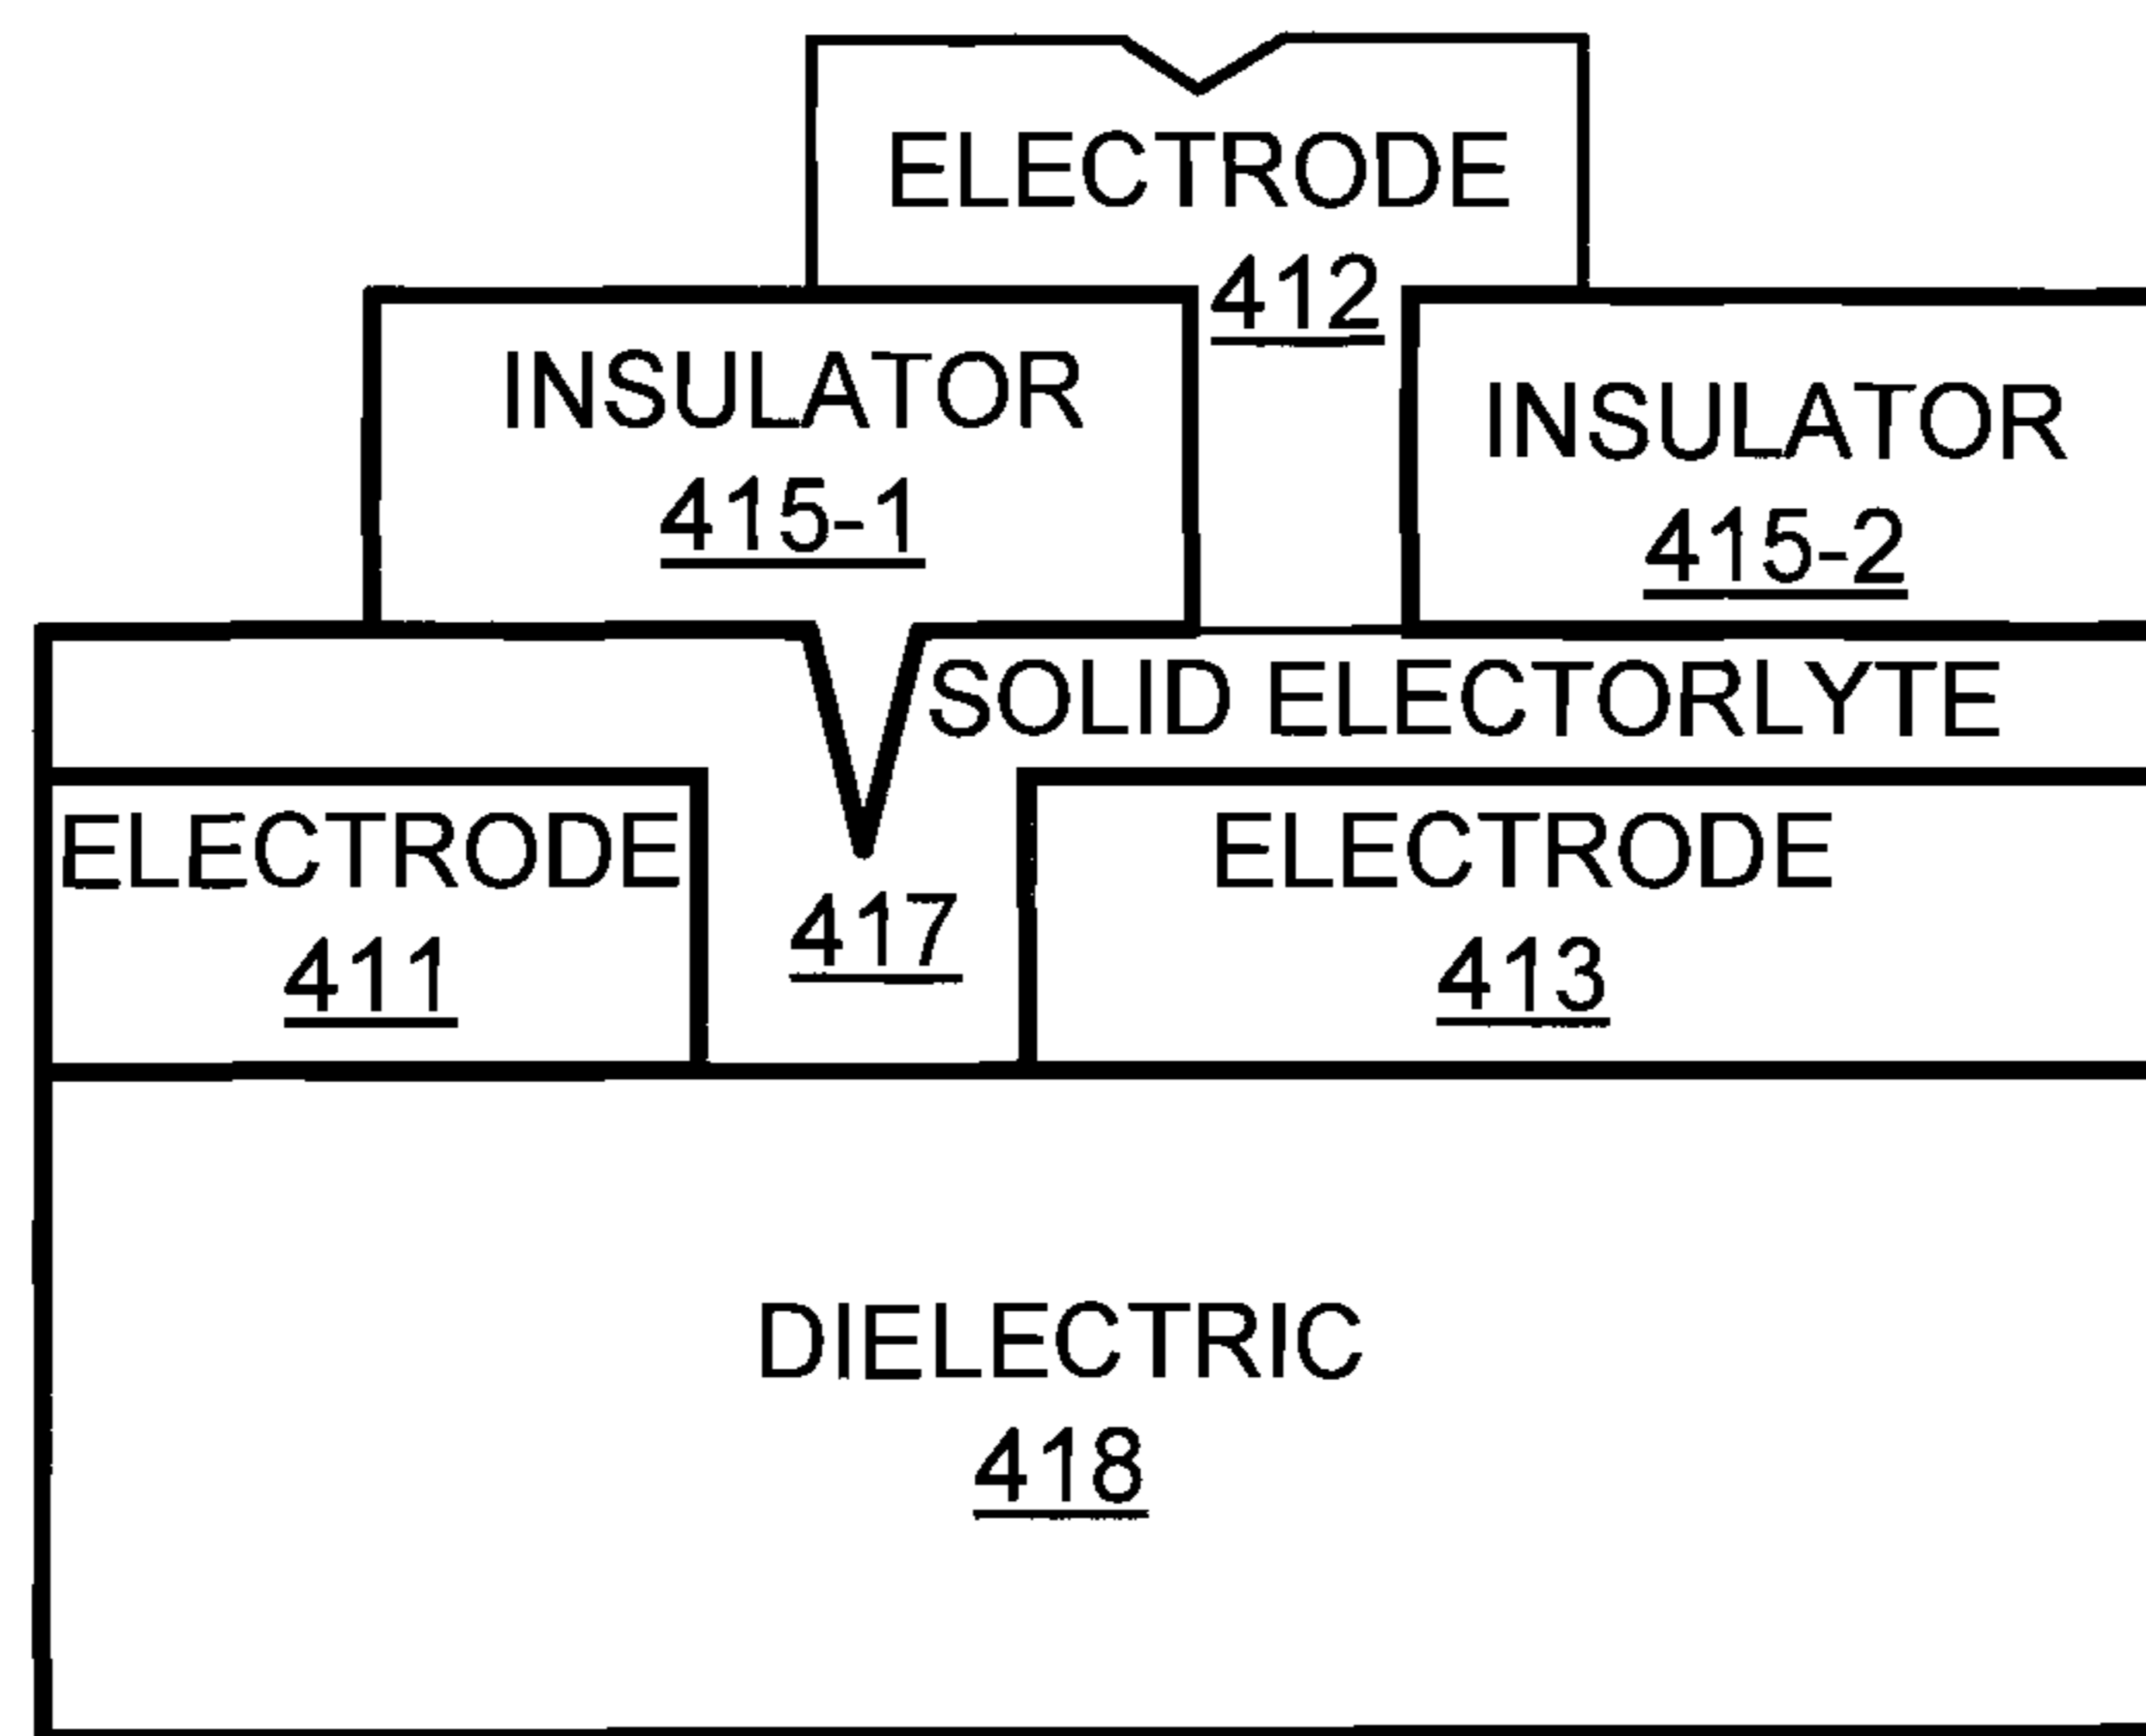 ELECTRODE
412
INSULATOR
415-1
INSULATOR
415-2
SOLID ELECTORLYTE
417
ELECTRODE
411
ELECTRODE
413
DIELECTRIC
418